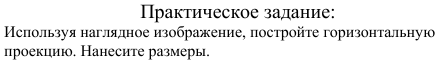 Практическое задание:
Используя наглядное изображение, постройте горизонтальную
проекцию. Нанесите размеры.